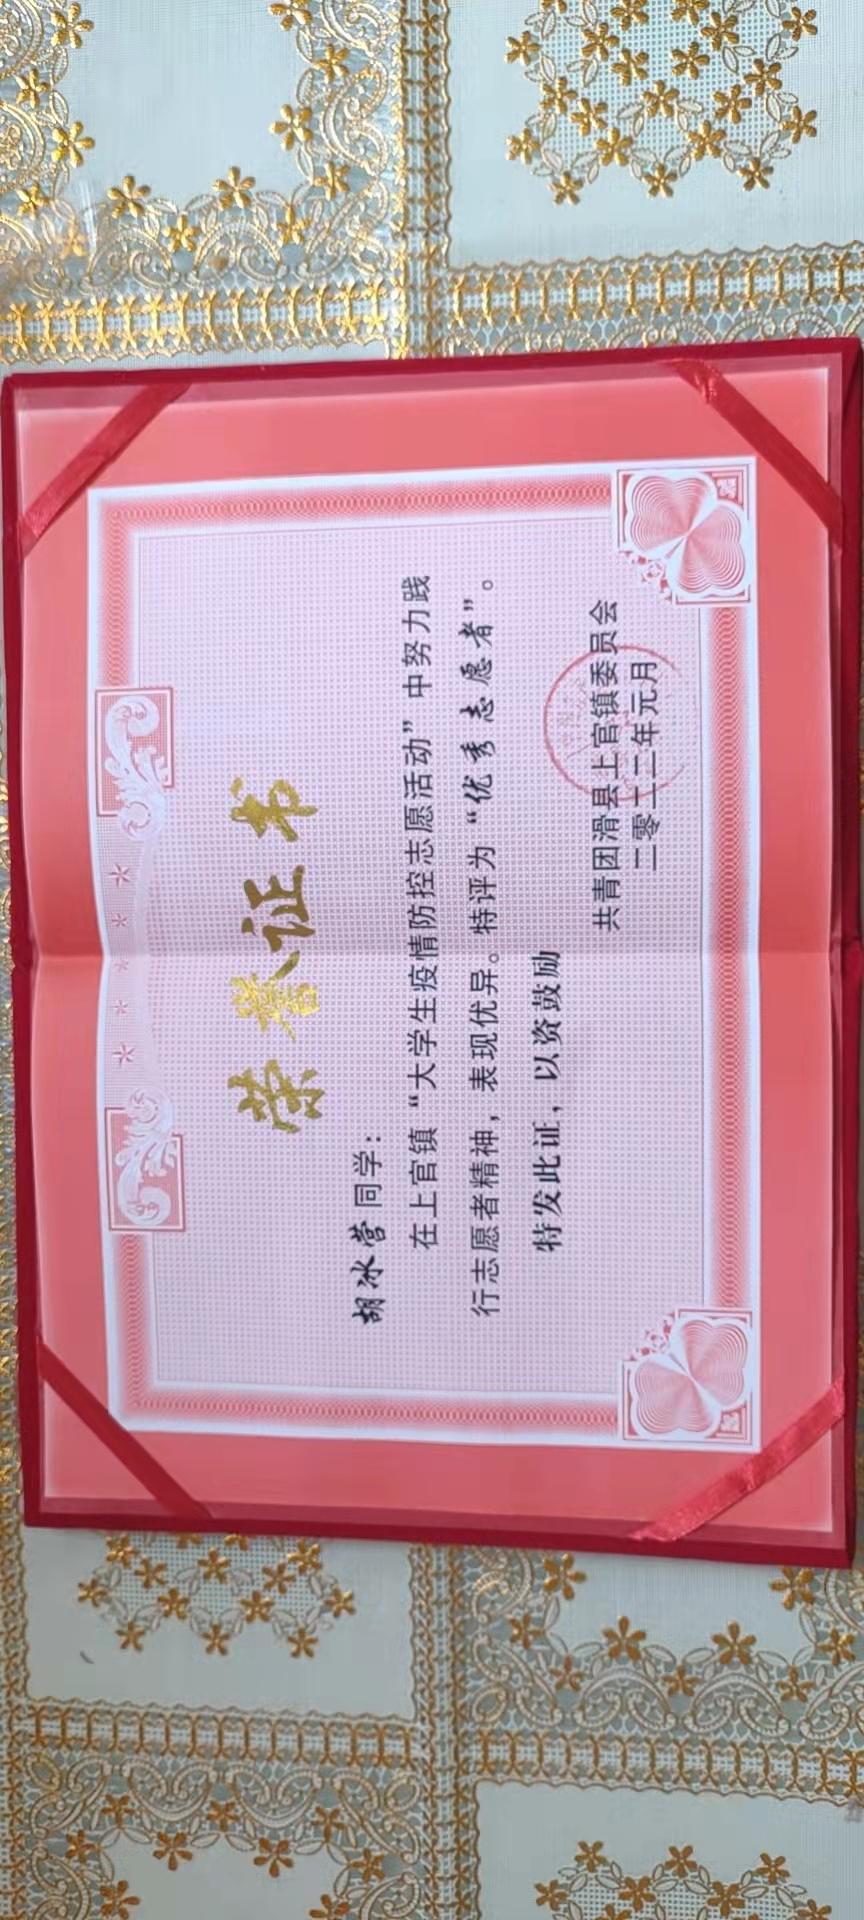 荣誉证书
胡冰营同学：
在上官镇“大学生疫情防控志愿活动”中努力践
行志愿者精神，表现优异。特评为“优秀志愿者”。
特发此证，以资鼓励
共青团滑县上官镇委员会
二零二二年元月